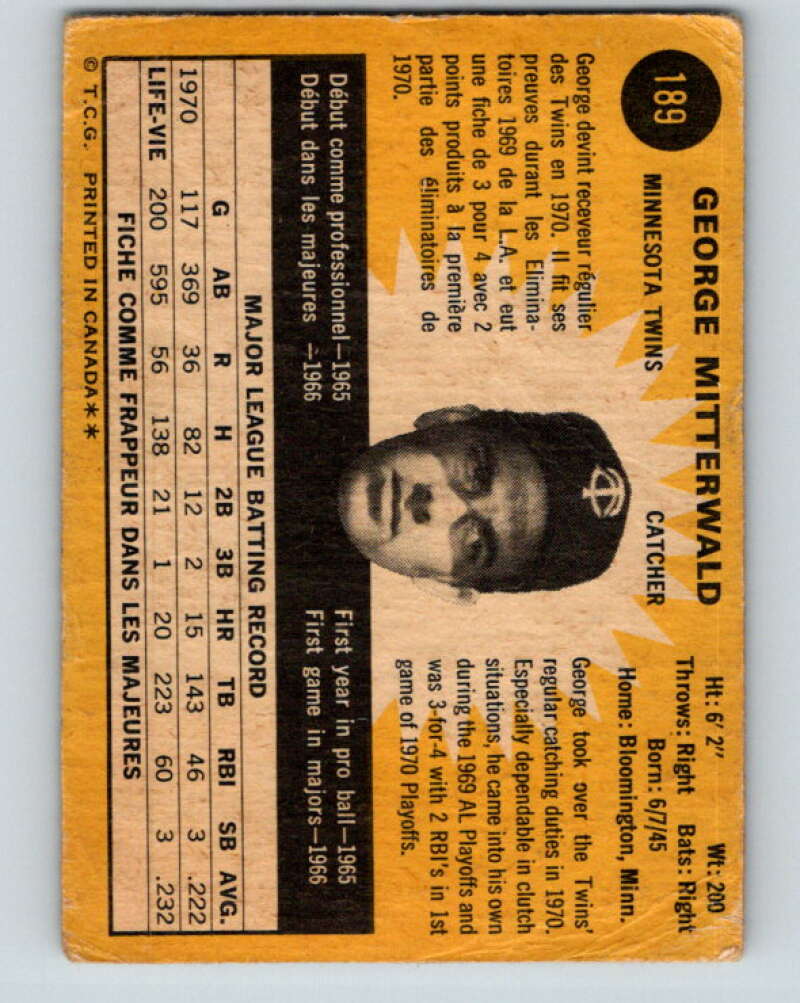 189
GEORGE MITTERWALD
MINNESOTA TWINS
CATCHER
Ht: 6' 2" Wt: 200
Throws: Right Bats: Right
Born: 6/7/45
Home: Bloomington, Minn.
George devint receveur régulier
des Twins en 1970. Il fit ses
preuves durant les Elimina-
toires 1969 de la L.A. et eut
une fiche de 3 pour 4 avec 2
points produits à la première
partie des éliminatoires de
1970.
George took over the Twins'
regular catching duties in 1970.
Especially dependable in clutch
situations, he came into his own
during the 1969 AL Playoffs and
was 3-for-4 with 2 RBI's in 1st
game of 1970 Playoffs.
Début comme professionnel—1965
Début dans les majeures —1966
First year in pro ball—1965
First game in majors—1966
MAJOR LEAGUE BATTING RECORD
G AB R H 2B 3B HR TB RBI SB AVG.
1970 117 369 36 82 12 2 15 143 46 3 .222
LIFE-VIE 200 595 56 138 21 1 20 223 60 3 .232
FICHE COMME FRAPPEUR DANS LES MAJEURES
© T.C.G. PRINTED IN CANADA**